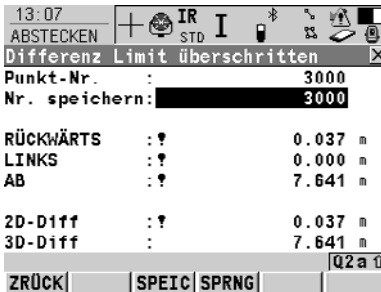 13:07
ABSTECKEN
IR
STD
I
Differenz Limit überschritten
Punkt-Nr. : 3000
Nr. speichern: 3000
RÜCKWÄRTS : 0.037 m
LINKS : 0.000 m
AB : 7.641 m
2D-Diff : 0.037 m
3D-Diff : 7.641 m
Q2a
ZRÜCK SPEIC SPRNG